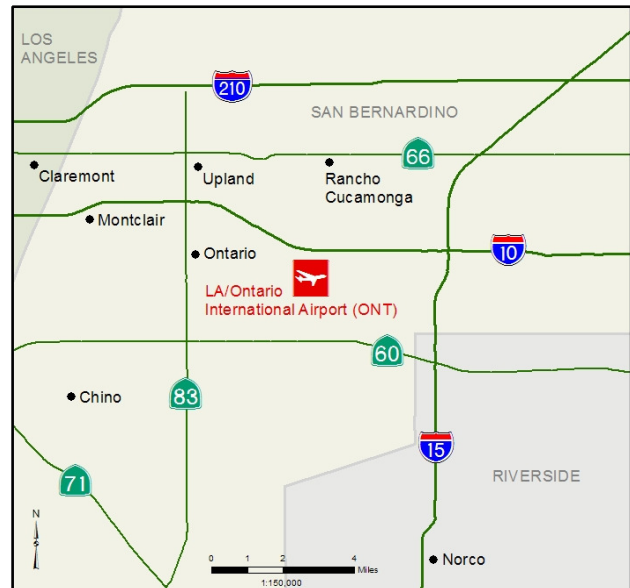 LOS
ANGELES
210
SAN BERNARDINO
66
Claremont
Upland
Rancho
Cucamonga
Montclair
Ontario
10
LA/Ontario
International Airport (ONT)
60
Chino
83
15
71
RIVERSIDE
N
0 1 2 4
Miles
1:150,000
Norco